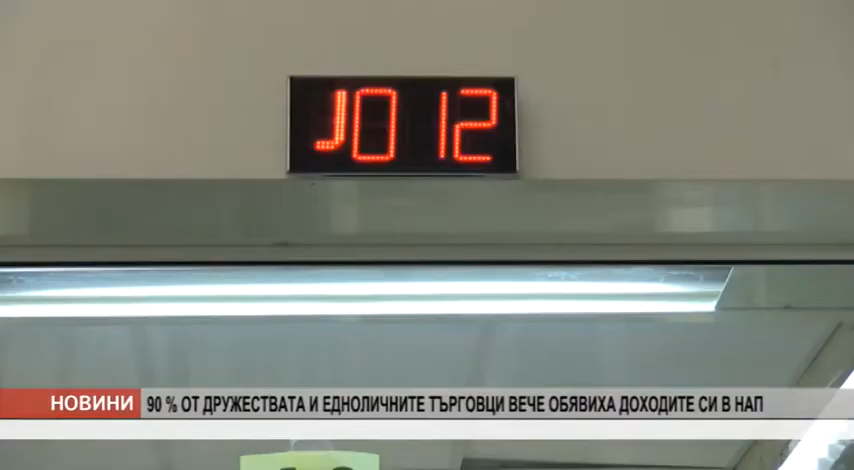 J0 12
НОВИНИ 90 % ОТ ДРУЖЕСТВАТА И ЕДНОЛИЧНИТЕ ТЪРГОВЦИ ВЕЧЕ ОБЯВИХА ДОХОДИТЕ СИ В НАП